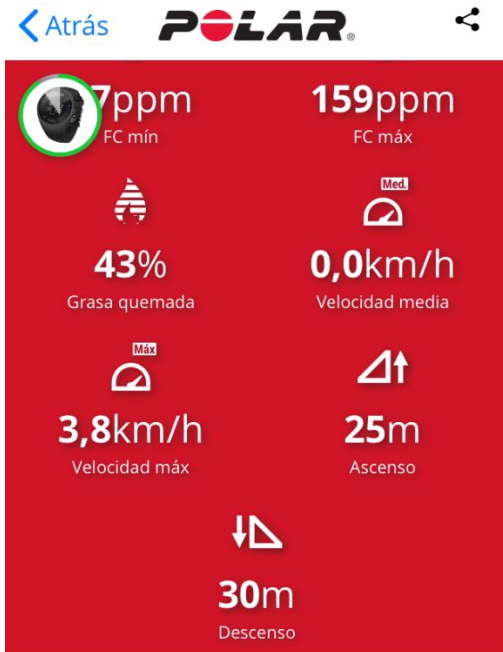 Atrás
POLAR
7ppm
159ppm
FC mín
FC máx
Med.
43%
0,0km/h
Grasa quemada
Velocidad media
Máx
3,8km/h
25m
Velocidad máx
Ascenso
30m
Descenso